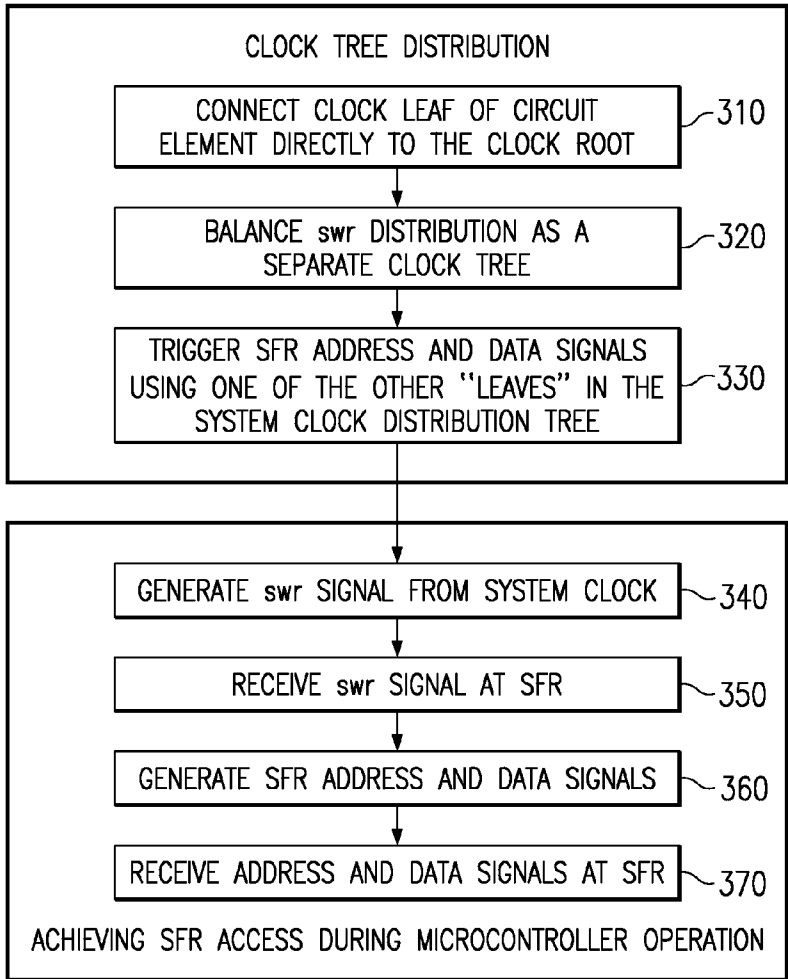 CLOCK TREE DISTRIBUTION
CONNECT CLOCK LEAF OF CIRCUIT
ELEMENT DIRECTLY TO THE CLOCK ROOT
310
BALANCE swr DISTRIBUTION AS A
SEPARATE CLOCK TREE
320
TRIGGER SFR ADDRESS AND DATA SIGNALS
USING ONE OF THE OTHER "LEAVES" IN THE
SYSTEM CLOCK DISTRIBUTION TREE
330
GENERATE swr SIGNAL FROM SYSTEM CLOCK
340
RECEIVE swr SIGNAL AT SFR
350
GENERATE SFR ADDRESS AND DATA SIGNALS
360
RECEIVE ADDRESS AND DATA SIGNALS AT SFR
370
ACHIEVING SFR ACCESS DURING MICROCONTROLLER OPERATION